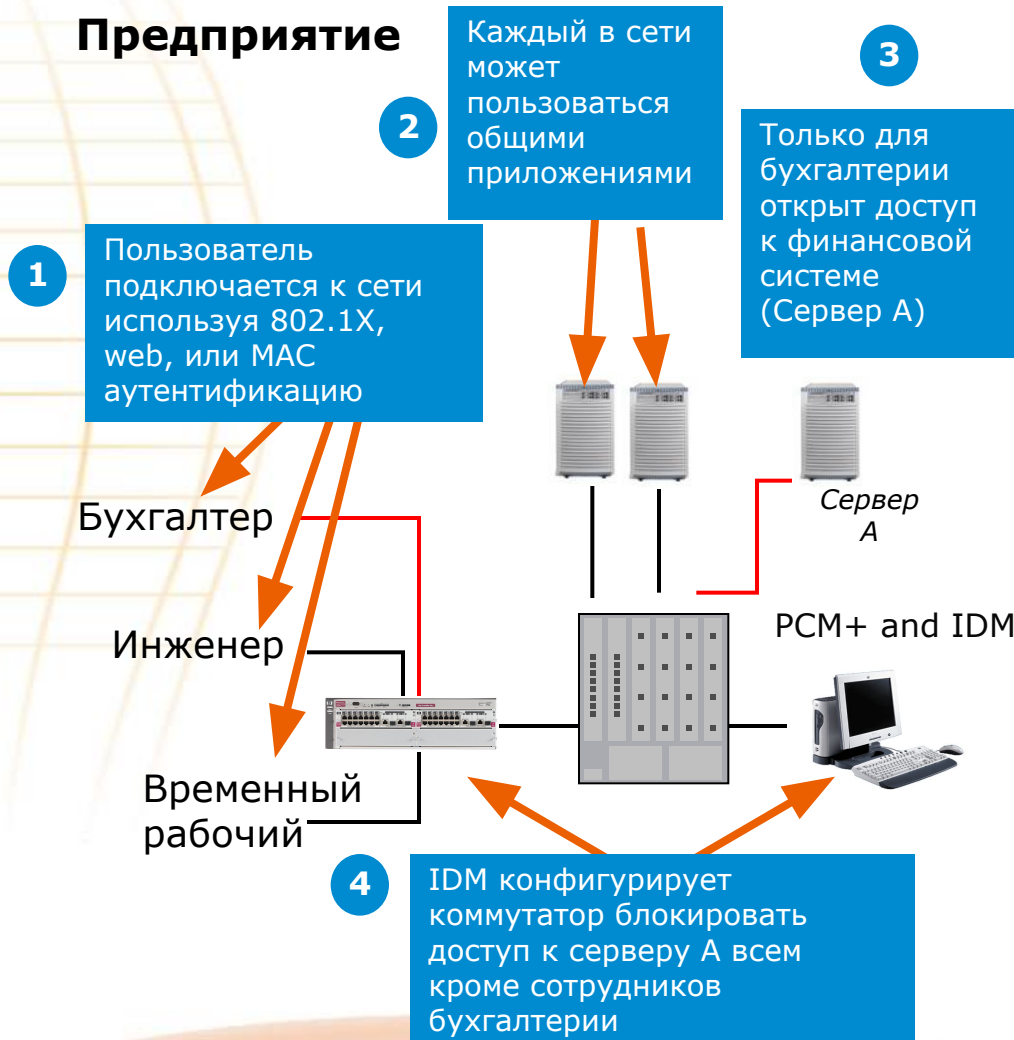 Предприятие
2
Каждый в сети
может
пользоваться
общими
приложениями
3
Только для
бухгалтерии
открыт доступ
к финансовой
системе
(Сервер А)
1
Пользователь
подключается к сети
используя 802.1X,
web, или MAC
аутентификацию
Бухгалтер
Инженер
Временный
рабочий
Сервер
А
PCM+ and IDM
4
IDM конфигурирует
коммутатор блокировать
доступ к серверу А всем
кроме сотрудников
бухгалтерии